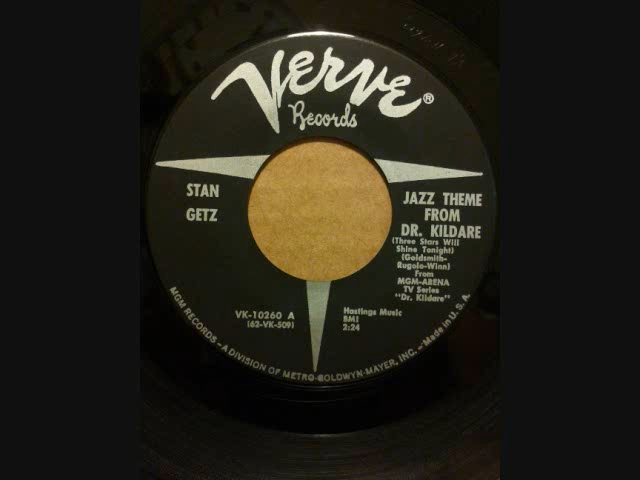 Verve®
Records
STAN
GETZ
JAZZ THEME
FROM
DR. KILDARE
(Three Stars Will
Shine Tonight)
(Goldsmith-
Rugolo-Winn)
From
MGM-ARENA
TV Series
"Dr. Kildare"
VK-10260 A
(62-VK-509)
Hastings Music
BMI
2:24
MGM RECORDS - A DIVISION OF METRO-GOLDWYN-MAYER, INC. - Made in U.S.A.